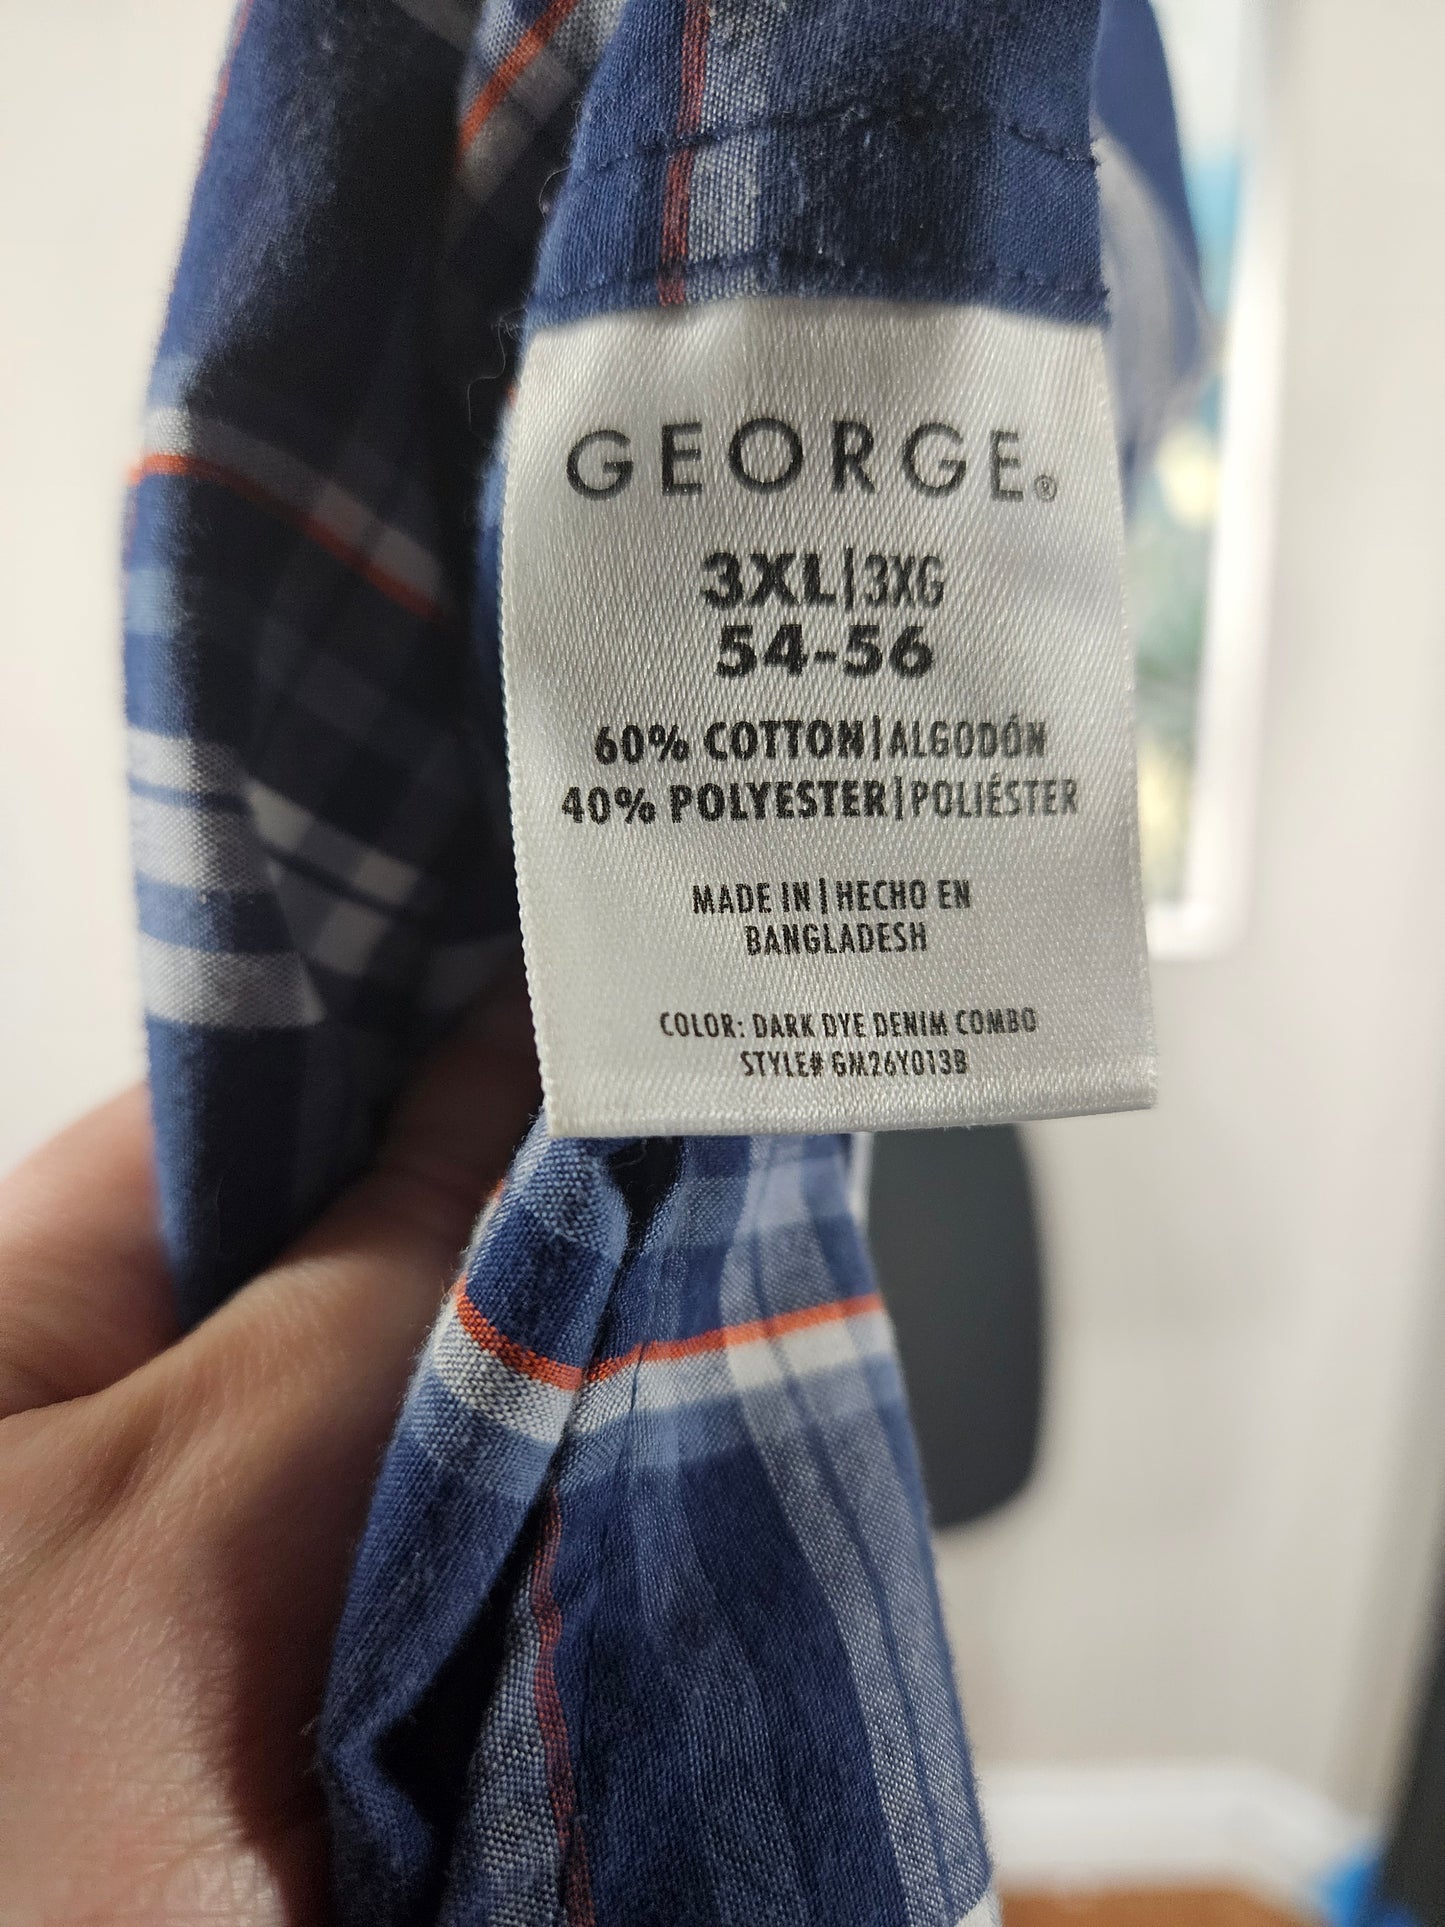 GEORGE®
3XL|3XG
54-56
60% COTTON|ALGODÓN
40% POLYESTER|POLIÉSTER
MADE IN|HECHO EN
BANGLADESH
COLOR: DARK DYE DENIM COMBO
STYLE# GM26Y013B